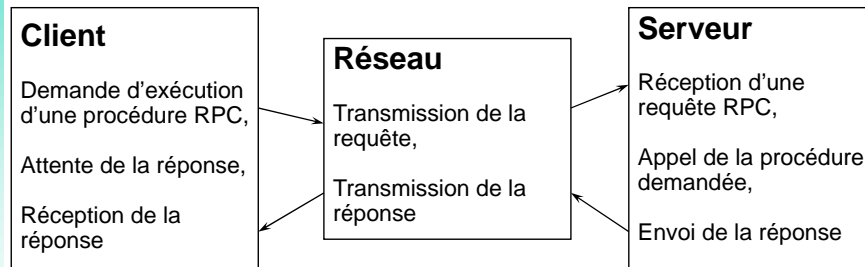 Client
Demande d'exécution
d'une procédure RPC,
Attente de la réponse,
Réception de la
réponse
Réseau
Transmission de la
requête,
Transmission de la
réponse
Serveur
Réception d'une
requête RPC,
Appel de la procédure
demandée,
Envoi de la réponse